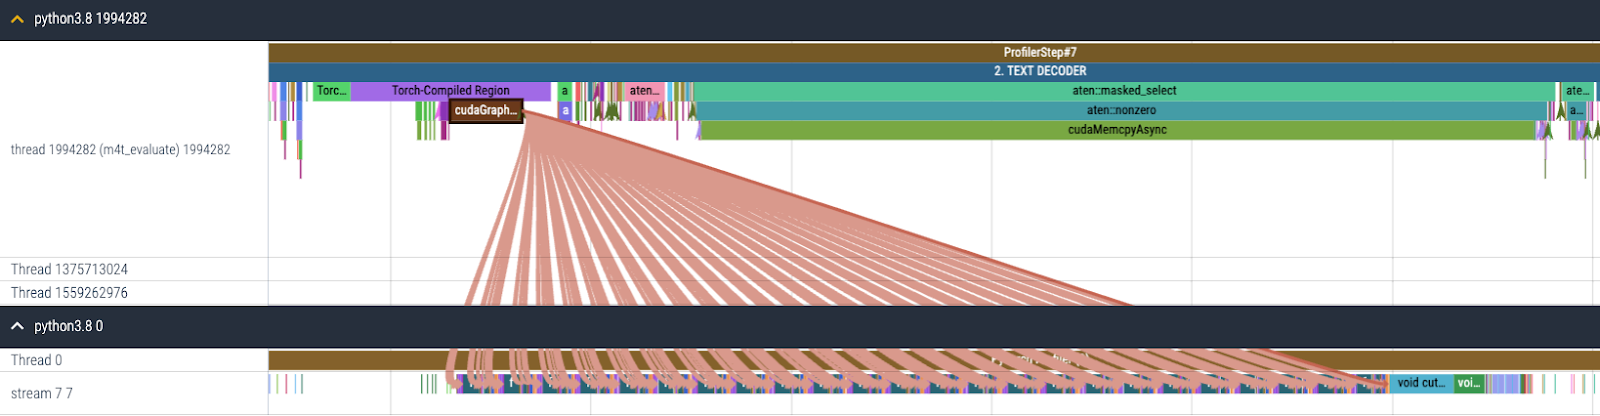 python3.8 1994282
ProfilerStep#7
2. TEXT DECODER
Torc... Torch-Compiled Region a aten... aten::masked_select ate...
cudaGraph... a aten::nonzero a...
cudaMemcpyAsync
thread 1994282 (m4t_evaluate) 1994282
Thread 1375713024
Thread 1559262976
python3.8 0
Thread 0
stream 7 7 void cut... voi...